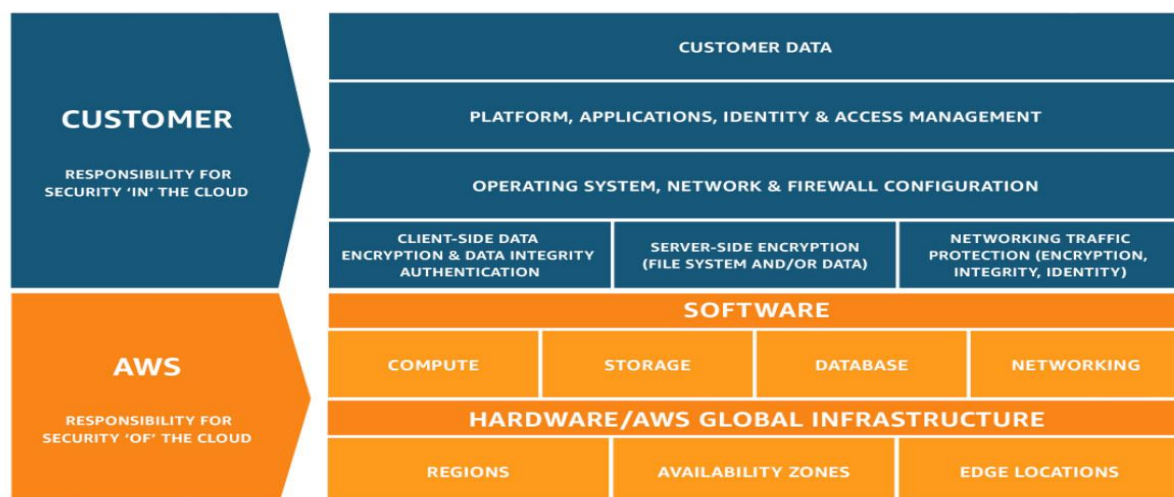 CUSTOMER
RESPONSIBILITY FOR
SECURITY ‘IN’ THE CLOUD
CUSTOMER DATA
PLATFORM, APPLICATIONS, IDENTITY & ACCESS MANAGEMENT
OPERATING SYSTEM, NETWORK & FIREWALL CONFIGURATION
CLIENT-SIDE DATA
ENCRYPTION & DATA INTEGRITY
AUTHENTICATION
SERVER-SIDE ENCRYPTION
(FILE SYSTEM AND/OR DATA)
NETWORKING TRAFFIC
PROTECTION (ENCRYPTION,
INTEGRITY, IDENTITY)
AWS
RESPONSIBILITY FOR
SECURITY ‘OF’ THE CLOUD
SOFTWARE
COMPUTE
STORAGE
DATABASE
NETWORKING
HARDWARE/AWS GLOBAL INFRASTRUCTURE
REGIONS
AVAILABILITY ZONES
EDGE LOCATIONS